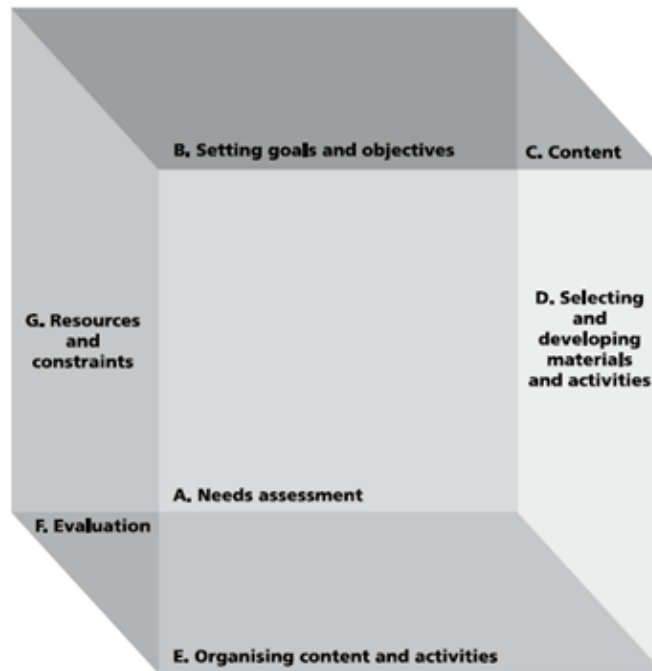 B. Setting goals and objectives
C. Content
G. Resources
and
constraints
D. Selecting
and
developing
materials
and activities
A. Needs assessment
F. Evaluation
E. Organising content and activities